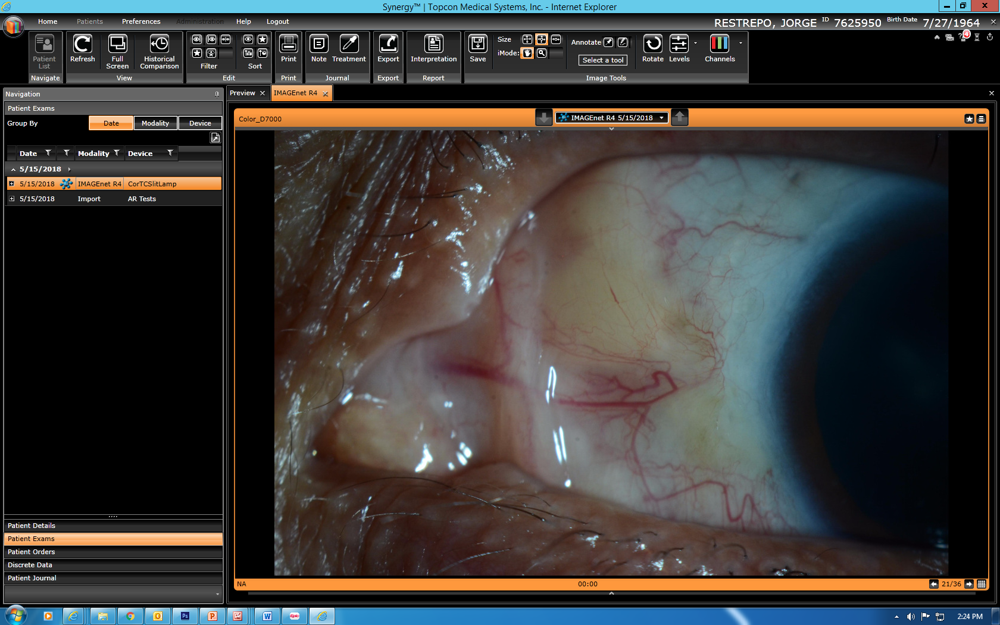 Synergy™ | Topcon Medical Systems, Inc. - Internet Explorer
Home Patients Preferences Administration Help Logout
RESTREPO, JORGE ID 7625950 Birth Date 7/27/1964
4
Patient List
Refresh
Full Screen
Historical Comparison
Filter
Sort
Print
Note
Treatment
Export
Interpretation
Save
Size
iMode:
Annotate
Select a tool
Rotate
Levels
Channels
Navigate View Edit Print Journal Export Report Image Tools
Navigation
Preview
IMAGEnet R4
Patient Exams
Group By Date Modality Device
Color_D7000
IMAGEnet R4 5/15/2018
Date Modality Device
5/15/2018
5/15/2018 IMAGEnet R4 CorTCSlitLamp
5/15/2018 Import AR Tests
Patient Details
Patient Exams
Patient Orders
Discrete Data
Patient Journal
NA 00:00 21/36
Ps
Epic
2:24 PM